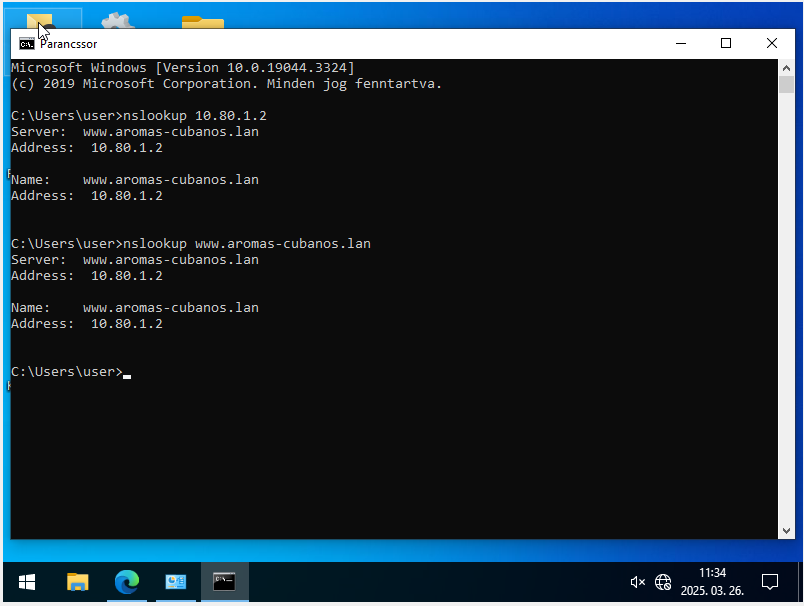 Parancssor
Microsoft Windows [Version 10.0.19044.3324]
(c) 2019 Microsoft Corporation. Minden jog fenntartva.
C:\Users\user>nslookup 10.80.1.2
Server:  www.aromas-cubanos.lan
Address:  10.80.1.2
Name:    www.aromas-cubanos.lan
Address:  10.80.1.2
C:\Users\user>nslookup www.aromas-cubanos.lan
Server:  www.aromas-cubanos.lan
Address:  10.80.1.2
Name:    www.aromas-cubanos.lan
Address:  10.80.1.2
C:\Users\user>
11:34
2025. 03. 26.